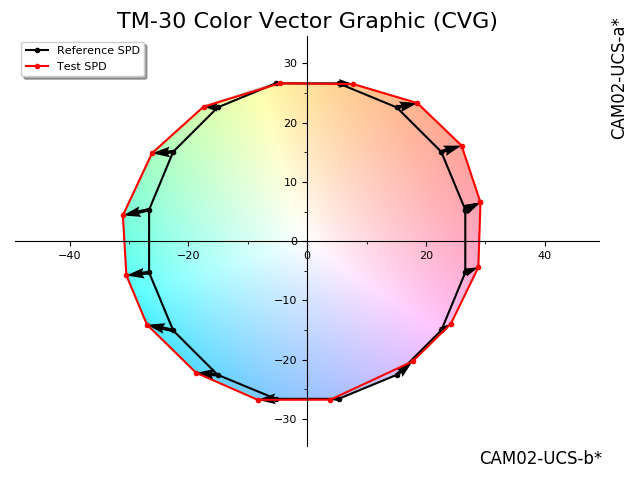 TM-30 Color Vector Graphic (CVG)
Reference SPD
Test SPD
CAM02-UCS-a*
30
20
10
0
−10
−20
−30
−40
−20
0
20
40
CAM02-UCS-b*